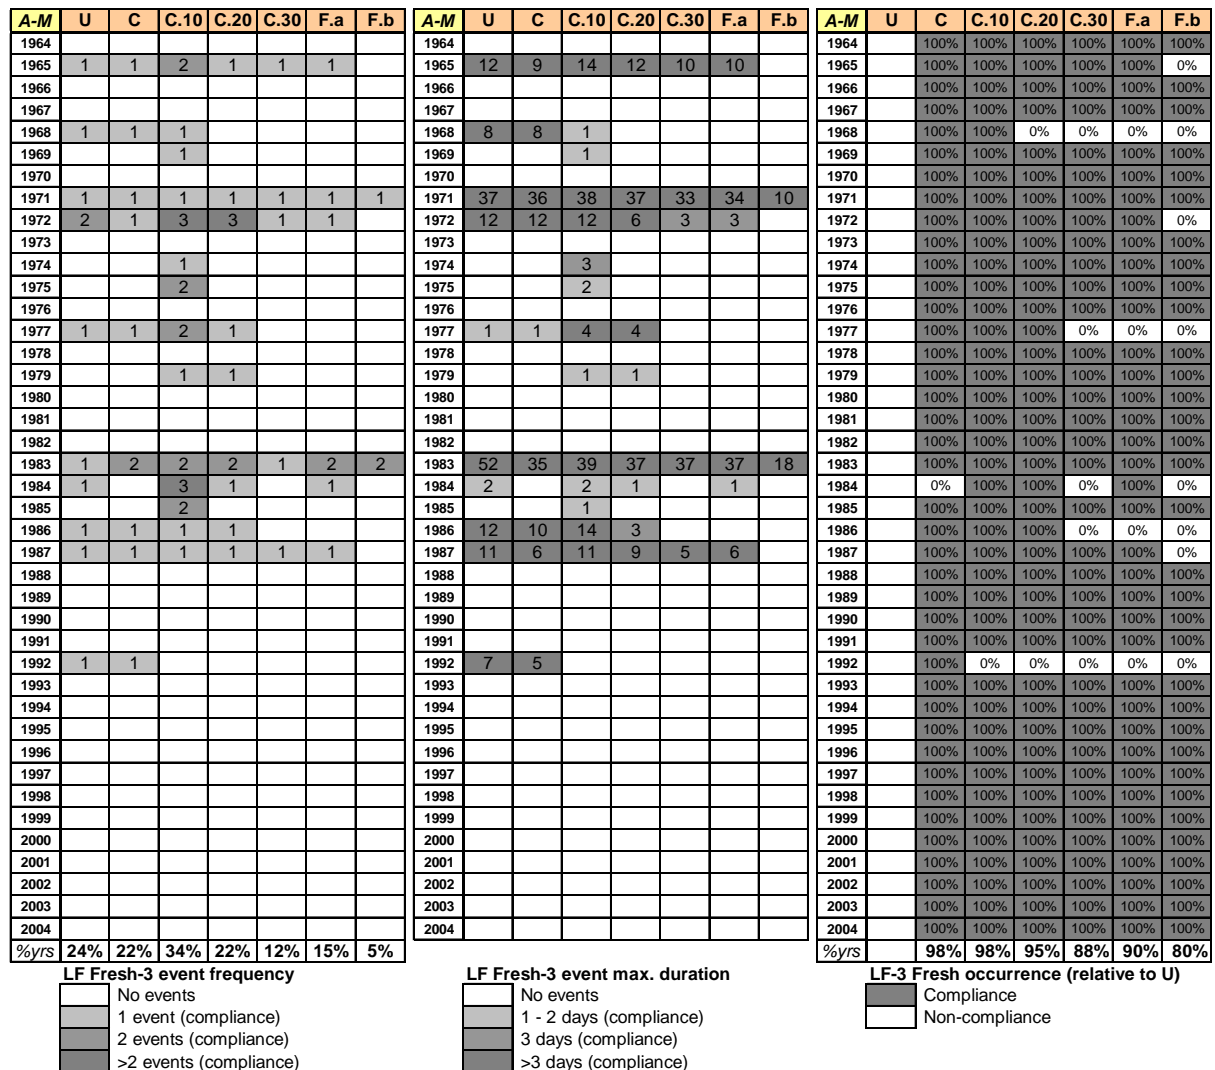 A-M U C C.10 C.20 C.30 F.a F.b A-M U C C.10 C.20 C.30 F.a F.b A-M U C C.10 C.20 C.30 F.a F.b
1964 1964 1964 100% 100% 100% 100% 100% 100%
1965 1 1 2 1 1 1 1965 12 9 14 12 10 10 1965 100% 100% 100% 100% 100% 0%
1966 1966 1966 100% 100% 100% 100% 100% 100%
1967 1967 1967 100% 100% 100% 100% 100% 100%
1968 1 1 1 1968 8 8 1 1968 100% 100% 0% 0% 0% 0%
1969 1 1969 1 1969 100% 100% 100% 100% 100% 100%
1970 1970 1970 100% 100% 100% 100% 100% 100%
1971 1 1 1 1 1 1 1 1971 37 36 38 37 33 34 10 1971 100% 100% 100% 100% 100% 100%
1972 2 1 3 3 1 1 1972 12 12 12 6 3 3 1972 100% 100% 100% 100% 100% 0%
1973 1973 1973 100% 100% 100% 100% 100% 100%
1974 1 1974 3 1974 100% 100% 100% 100% 100% 100%
1975 2 1975 2 1975 100% 100% 100% 100% 100% 100%
1976 1976 1976 100% 100% 100% 100% 100% 100%
1977 1 1 2 1 1977 1 1 4 4 1977 100% 100% 100% 0% 0% 0%
1978 1978 1978 100% 100% 100% 100% 100% 100%
1979 1 1 1979 1 1 1979 100% 100% 100% 100% 100% 100%
1980 1980 1980 100% 100% 100% 100% 100% 100%
1981 1981 1981 100% 100% 100% 100% 100% 100%
1982 1982 1982 100% 100% 100% 100% 100% 100%
1983 1 2 2 2 1 2 2 1983 52 35 39 37 37 37 18 1983 100% 100% 100% 100% 100% 100%
1984 1 3 1 1 1984 2 2 1 1 1984 0% 100% 100% 0% 100% 0%
1985 2 1985 1 1985 100% 100% 100% 100% 100% 100%
1986 1 1 1 1 1986 12 10 14 3 1986 100% 100% 100% 0% 0% 0%
1987 1 1 1 1 1 1 1987 11 6 11 9 5 6 1987 100% 100% 100% 100% 100% 0%
1988 1988 1988 100% 100% 100% 100% 100% 100%
1989 1989 1989 100% 100% 100% 100% 100% 100%
1990 1990 1990 100% 100% 100% 100% 100% 100%
1991 1991 1991 100% 100% 100% 100% 100% 100%
1992 1 1 1992 7 5 1992 100% 0% 0% 0% 0% 0%
1993 1993 1993 100% 100% 100% 100% 100% 100%
1994 1994 1994 100% 100% 100% 100% 100% 100%
1995 1995 1995 100% 100% 100% 100% 100% 100%
1996 1996 1996 100% 100% 100% 100% 100% 100%
1997 1997 1997 100% 100% 100% 100% 100% 100%
1998 1998 1998 100% 100% 100% 100% 100% 100%
1999 1999 1999 100% 100% 100% 100% 100% 100%
2000 2000 2000 100% 100% 100% 100% 100% 100%
2001 2001 2001 100% 100% 100% 100% 100% 100%
2002 2002 2002 100% 100% 100% 100% 100% 100%
2003 2003 2003 100% 100% 100% 100% 100% 100%
2004 2004 2004 100% 100% 100% 100% 100% 100%
%yrs 24% 22% 34% 22% 12% 15% 5% %yrs 98% 98% 95% 88% 90% 80%
LF Fresh-3 event frequency LF Fresh-3 event max. duration LF-3 Fresh occurrence (relative to U)
No events No events Compliance
1 event (compliance) 1 - 2 days (compliance) Non-compliance
2 events (compliance) 3 days (compliance)
>2 events (compliance) >3 days (compliance)